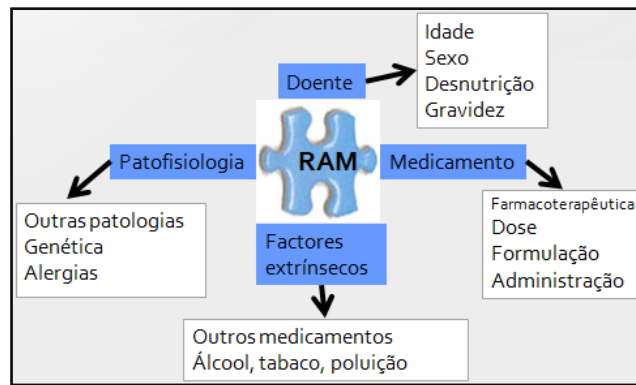 Doente
Idade
Sexo
Desnutrição
Gravidez
Patofisiologia
RAM
Medicamento
Outras patologias
Genética
Alergias
Factores
extrínsecos
Farmacoterapêutica
Dose
Formulação
Administração
Outros medicamentos
Álcool, tabaco, poluição